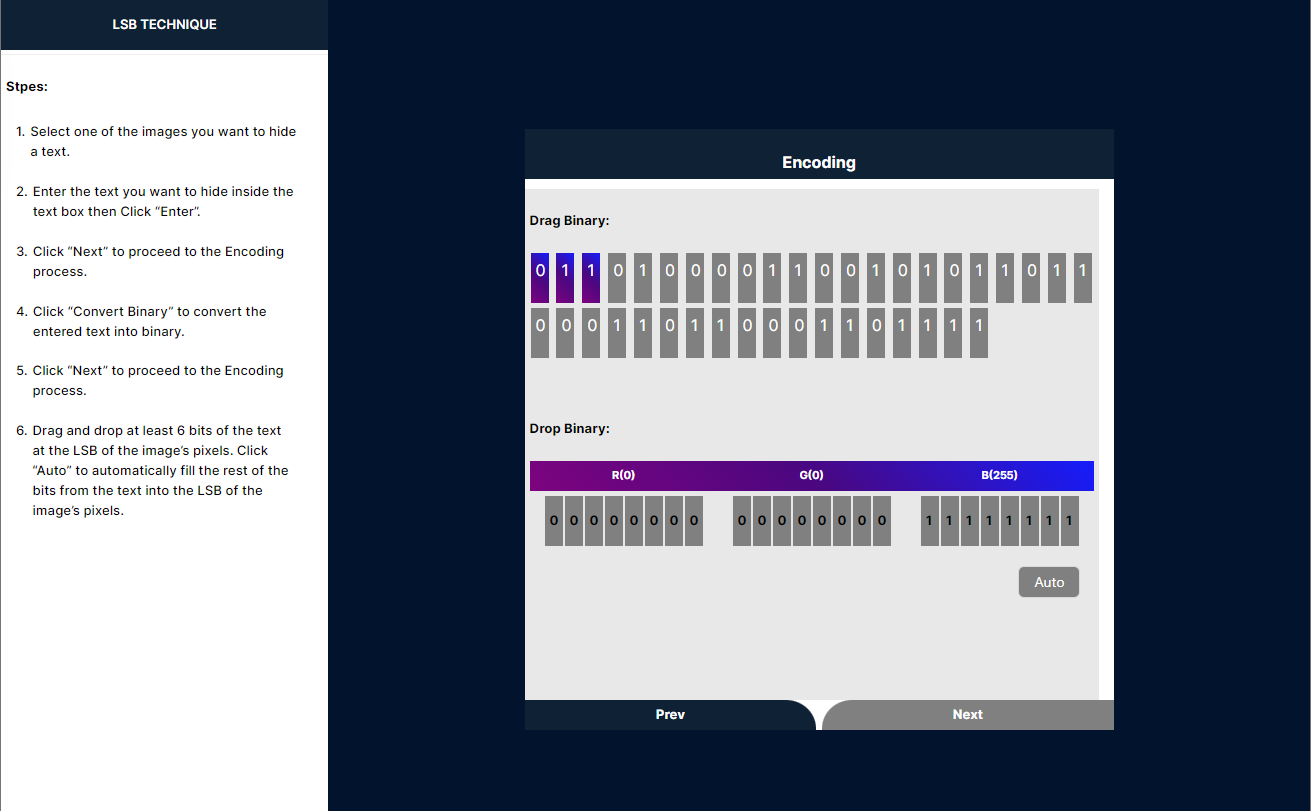 LSB TECHNIQUE
Stpes:
1. Select one of the images you want to hide
a text.
2. Enter the text you want to hide inside the
text box then Click “Enter”.
3. Click “Next” to proceed to the Encoding
process.
4. Click “Convert Binary” to convert the
entered text into binary.
5. Click “Next” to proceed to the Encoding
process.
6. Drag and drop at least 6 bits of the text
at the LSB of the image’s pixels. Click
“Auto” to automatically fill the rest of the
bits from the text into the LSB of the
image’s pixels.
Encoding
Drag Binary:
0 1 1 0 1 0 0 0 0 1 1 0 0 1 0 1 0 1 1 0 1 1
0 0 0 1 1 0 1 1 0 0 0 1 1 0 1 1 1 1
Drop Binary:
R(0) G(0) B(255)
0 0 0 0 0 0 0 0 0 0 0 0 0 0 0 0 1 1 1 1 1 1 1 1
Auto
Prev Next